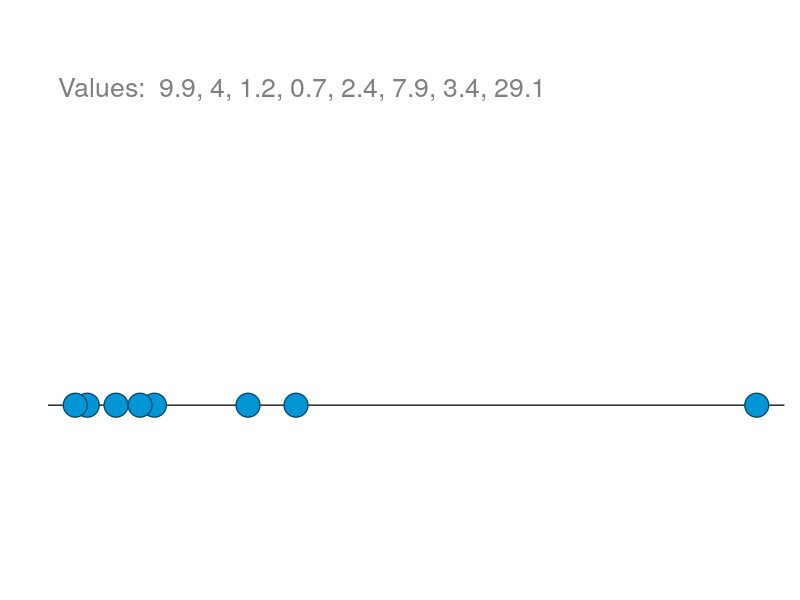 Values: 9.9, 4, 1.2, 0.7, 2.4, 7.9, 3.4, 29.1